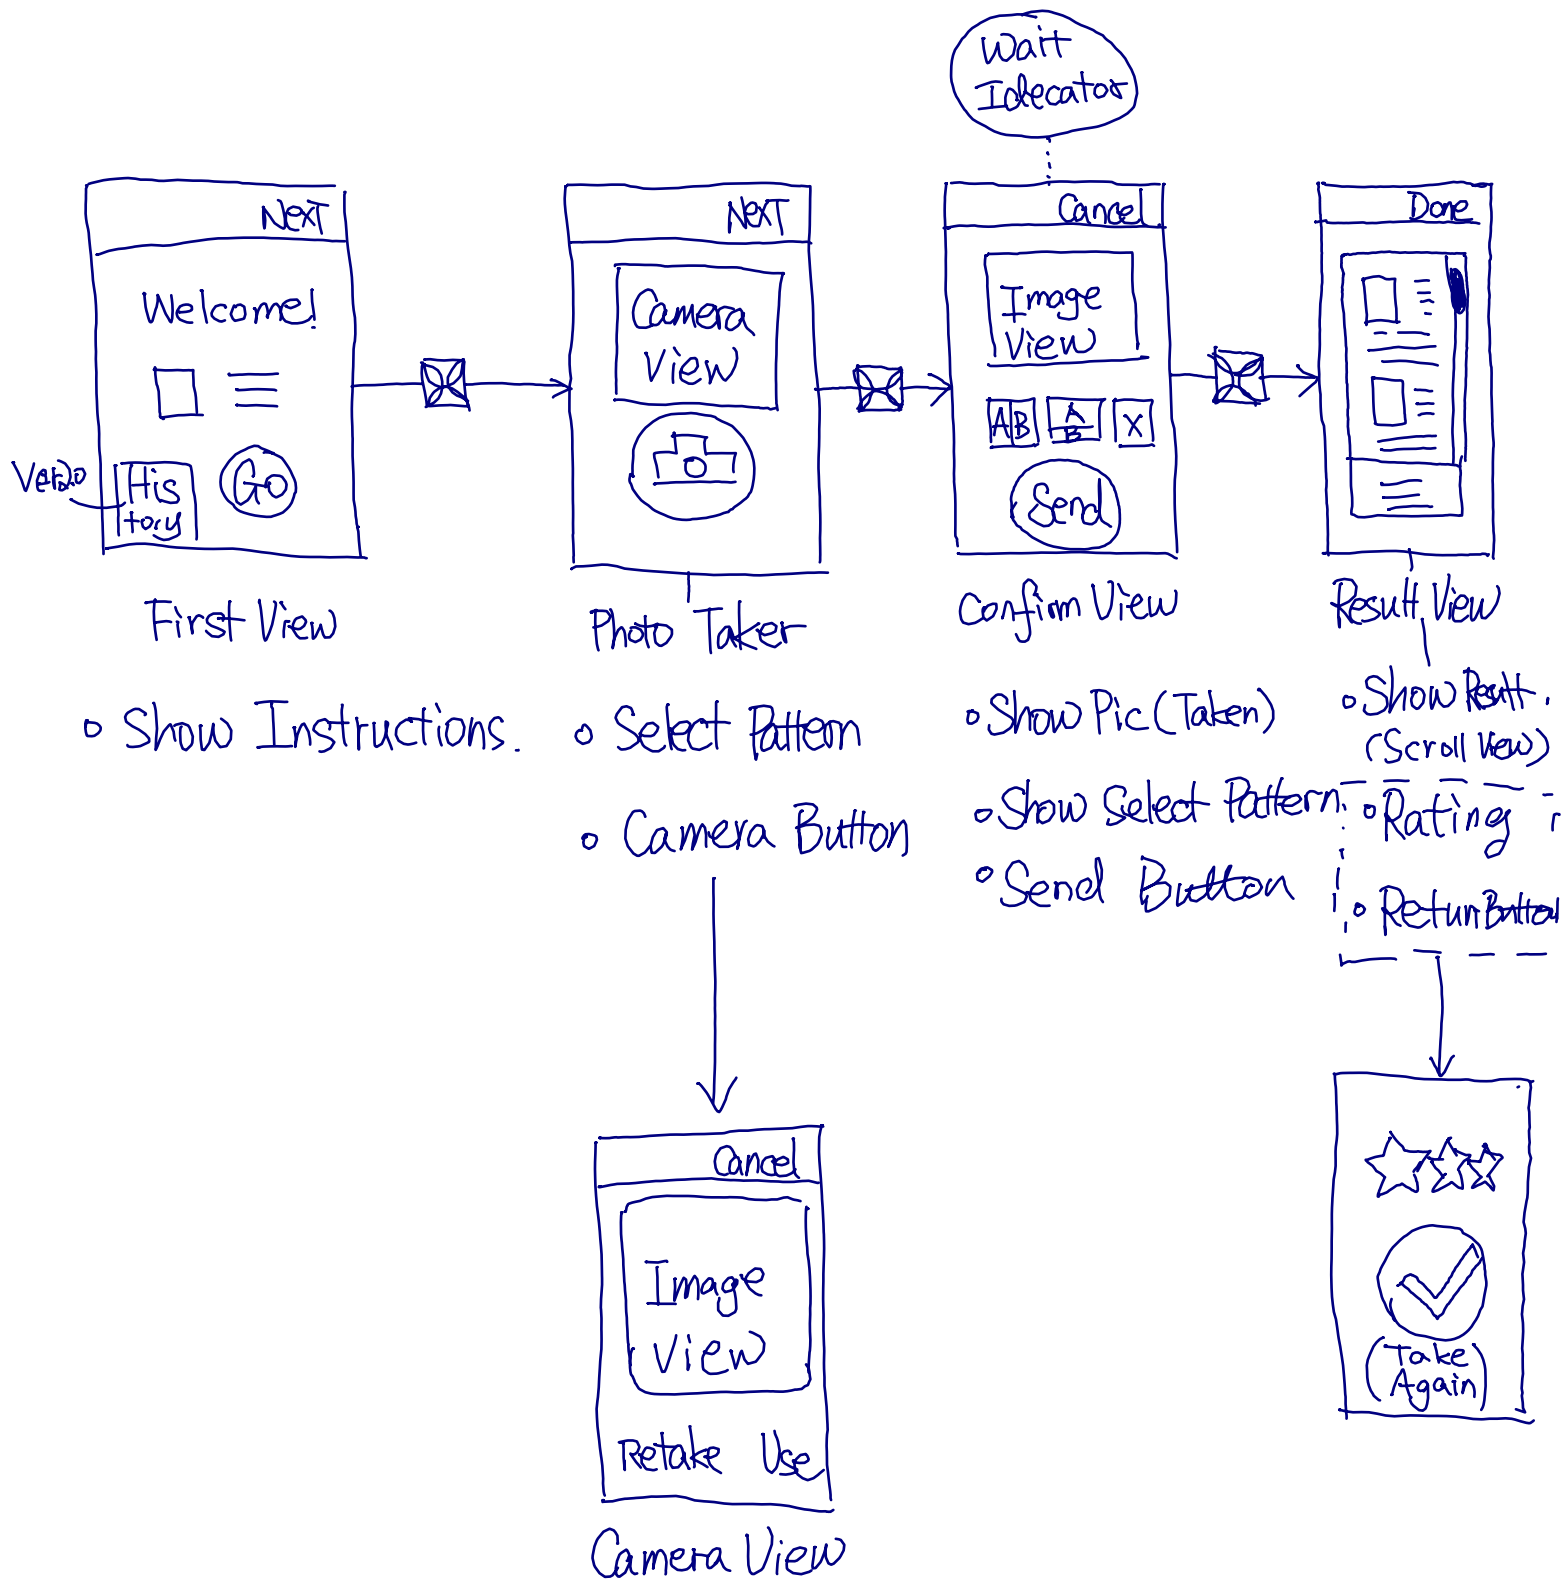 Wait
Idecator
NexT
Welcome!
Ver2.0
His
tory
Go
First View
Show Instructions.
NexT
Camera
View
Photo Taker
Select Pattern
Camera Button
Cancel
Image
View
AB
A
B
X
Send
Confirm View
Show Pic (Taken)
Show Select Pattern.
Send Button
Done
Result View
Show Result.
(Scroll View)
Rating
Retun Button
Cancel
Image
View
Retake Use
Camera View
(Take
Again)